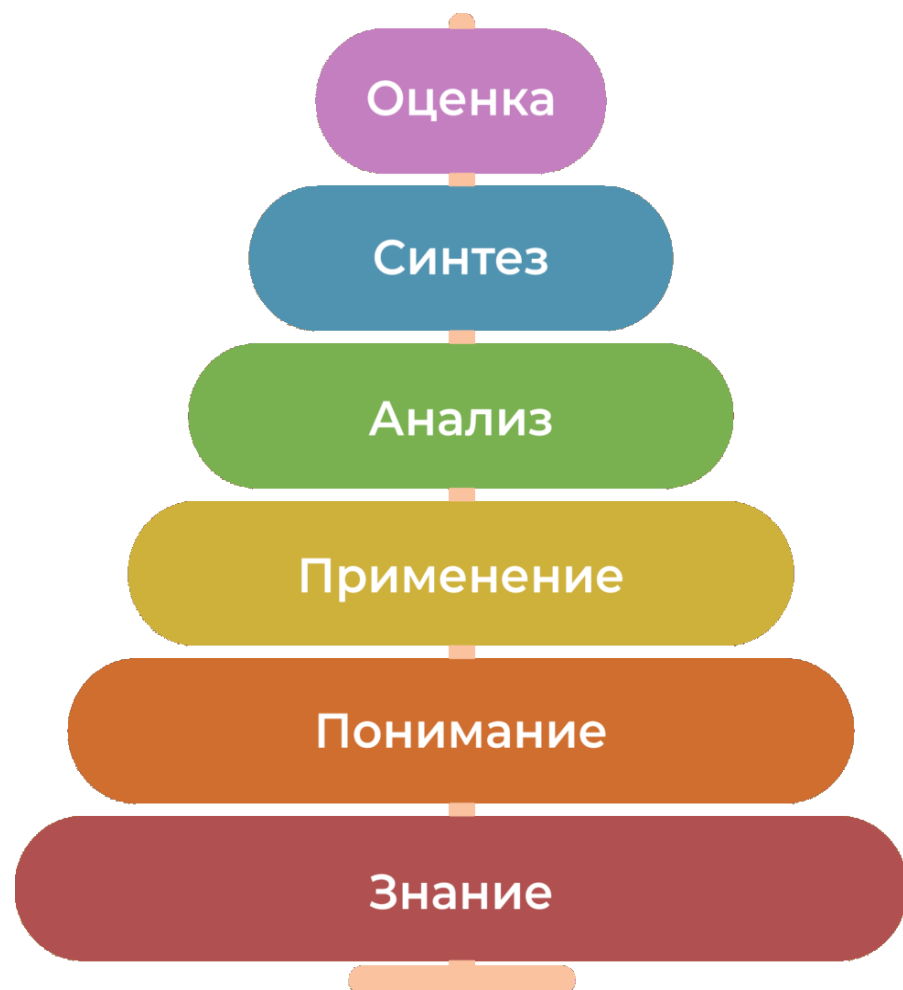 Оценка
Синтез
Анализ
Применение
Понимание
Знание